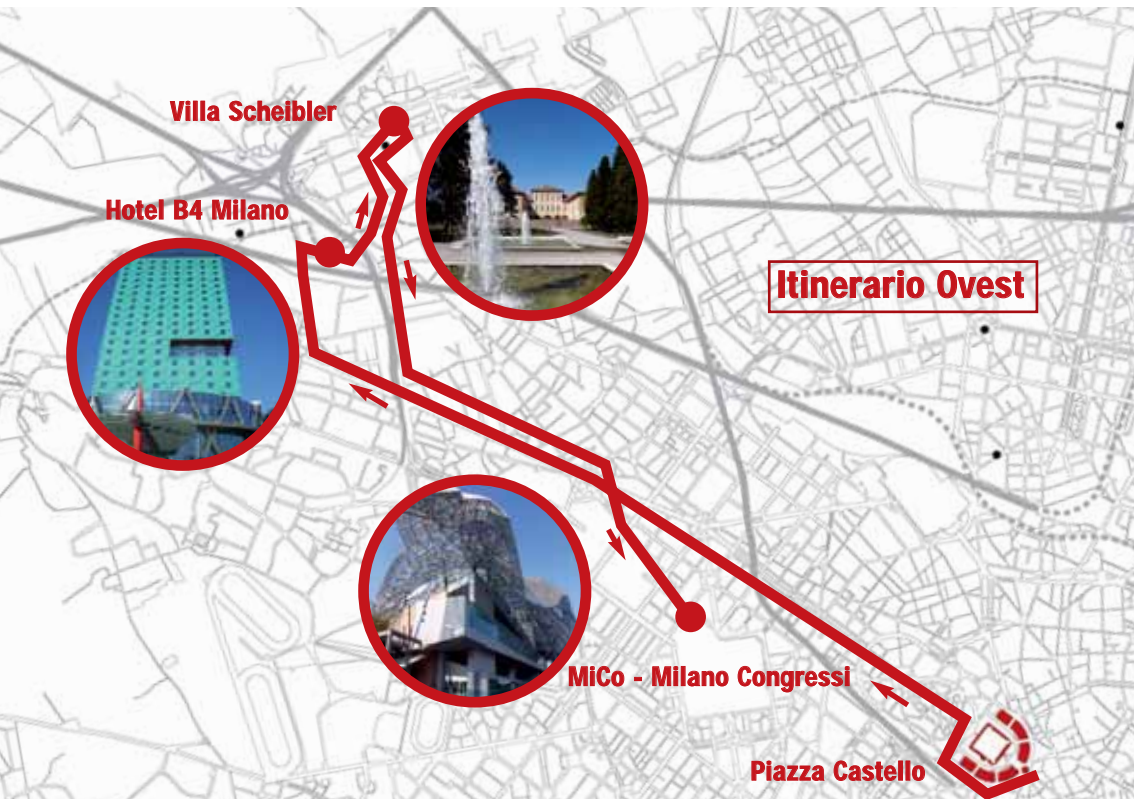 Villa Scheibler
Hotel B4 Milano
Itinerario Ovest
MiCo - Milano Congressi
Piazza Castello